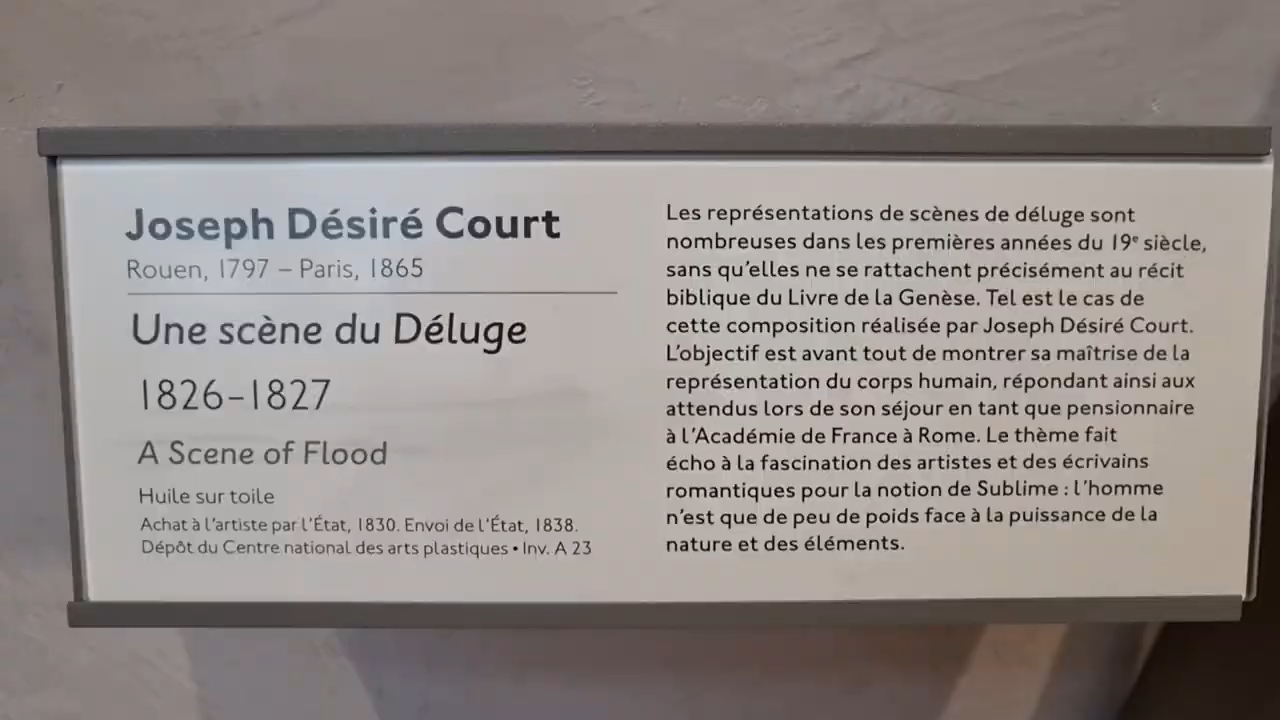 Joseph Désiré Court
Rouen, 1797 – Paris, 1865
Une scène du Déluge
1826-1827
A Scene of Flood
Huile sur toile
Achat à l'artiste par l'État, 1830. Envoi de l'État, 1838.
Dépôt du Centre national des arts plastiques • Inv. A 23
Les représentations de scènes de déluge sont
nombreuses dans les premières années du 19e siècle,
sans qu'elles ne se rattachent précisément au récit
biblique du Livre de la Genèse. Tel est le cas de
cette composition réalisée par Joseph Désiré Court.
L'objectif est avant tout de montrer sa maîtrise de la
représentation du corps humain, répondant ainsi aux
attendus lors de son séjour en tant que pensionnaire
à l'Académie de France à Rome. Le thème fait
écho à la fascination des artistes et des écrivains
romantiques pour la notion de Sublime : l'homme
n'est que de peu de poids face à la puissance de la
nature et des éléments.